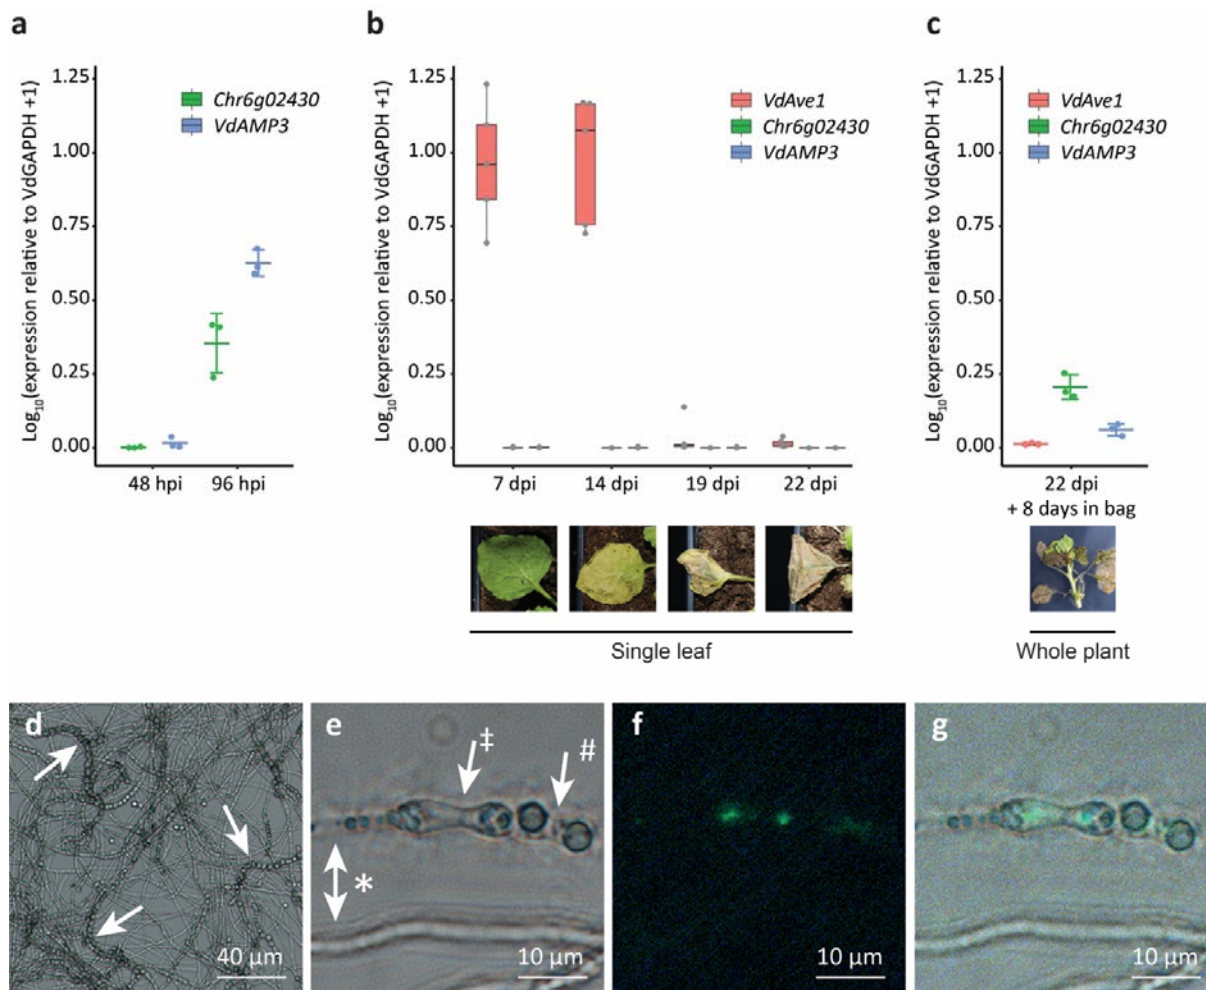 a
Log10(expression relative to VdGAPDH +1)
1.25
1.00
0.75
0.50
0.25
0.00
Chr6g02430
VdAMP3
48 hpi
96 hpi
b
Log10(expression relative to VdGAPDH +1)
1.25
1.00
0.75
0.50
0.25
0.00
VdAve1
Chr6g02430
VdAMP3
7 dpi
14 dpi
19 dpi
22 dpi
Single leaf
c
Log10(expression relative to VdGAPDH +1)
1.25
1.00
0.75
0.50
0.25
0.00
VdAve1
Chr6g02430
VdAMP3
22 dpi
+ 8 days in bag
Whole plant
d
40 µm
e
‡
#
*
10 µm
f
10 µm
g
10 µm